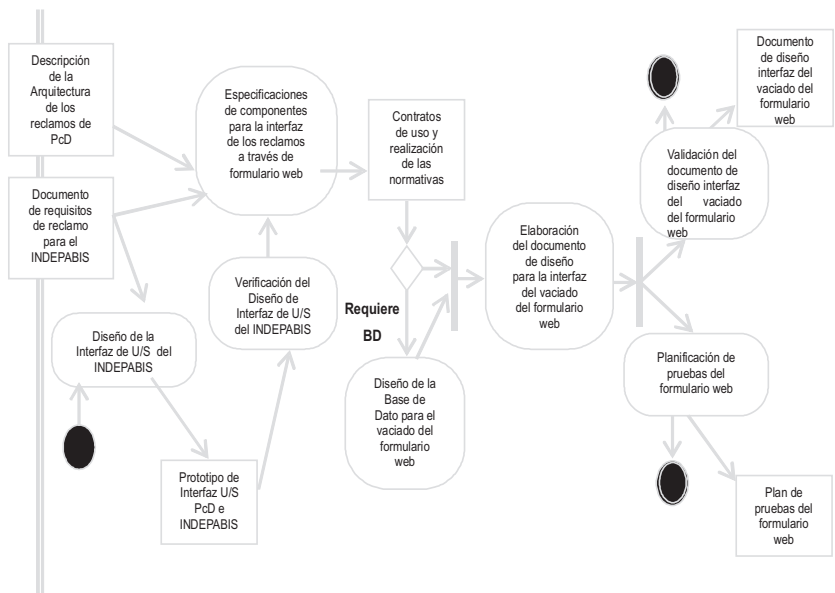 Descripción
de la
Arquitectura
de los
reclamos de
PcD
Documento
de requisitos
de reclamo
para el
INDEPABIS
Especificaciones
de componentes
para la interfaz
de los reclamos
a través de
formulario web
Contratos
de uso y
realización
de las
normativas
Verificación del
Diseño de
Interfaz de U/S
del INDEPABIS
Diseño de la
Interfaz de U/S del
INDEPABIS
Prototipo de
Interfaz U/S
PcD e
INDEPABIS
Requiere
BD
Diseño de la
Base de
Dato para el
vaciado del
formulario
web
Elaboración
del documento
de diseño
para la interfaz
del vaciado
del formulario
web
Documento
de diseño
interfaz del
vaciado del
formulario
web
Validación del
documento de
diseño interfaz
del vaciado
del formulario
web
Planificación de
pruebas del
formulario web
Plan de
pruebas del
formulario
web